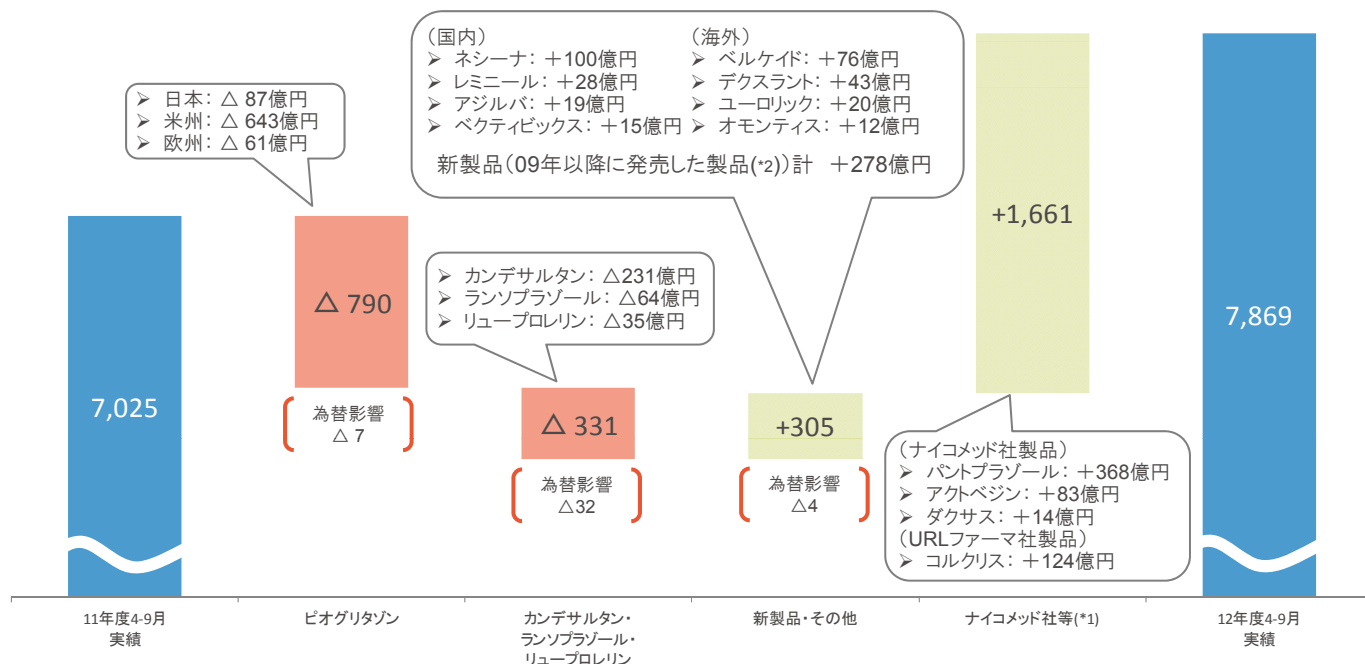 （国内）
➢ ネシーナ： ＋100億円
➢ レミニール： ＋28億円
➢ アジルバ： ＋19億円
➢ ベクティビックス： ＋15億円
（海外）
➢ ベルケイド： ＋76億円
➢ デクスラント： ＋43億円
➢ ユーロリック： ＋20億円
➢ オモンティス： ＋12億円
新製品（09年以降に発売した製品(*2)）計 ＋278億円
➢ 日本： △ 87億円
➢ 米州： △ 643億円
➢ 欧州： △ 61億円
➢ カンデサルタン： △231億円
➢ ランソプラゾール： △64億円
➢ リュープロレリン： △35億円
7,025
△ 790
為替影響
△ 7
△ 331
為替影響
△32
+305
為替影響
△4
+1,661
（ナイコメッド社製品）
➢ パントプラゾール： ＋368億円
➢ アクトベジン： ＋83億円
➢ ダクサス： ＋14億円
（URLファーマ社製品）
➢ コルクリス： ＋124億円
7,869
11年度4-9月
実績
ピオグリタゾン
カンデサルタン・
ランソプラゾール・
リュープロレリン
新製品・その他
ナイコメッド社等(*1)
12年度4-9月
実績